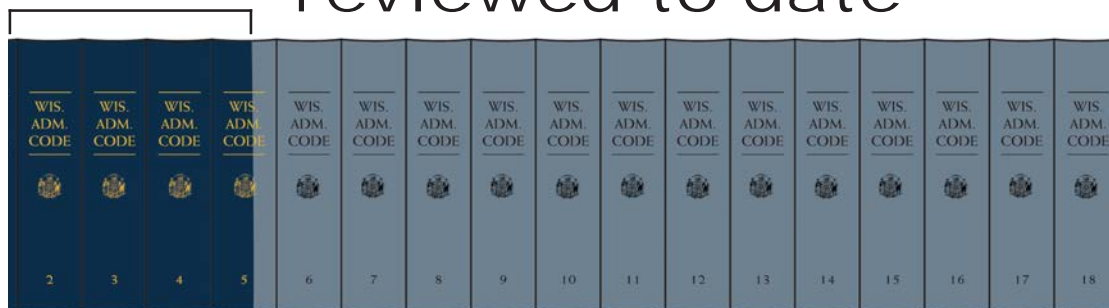 reviewed to date
WIS.
ADM.
CODE
2
WIS.
ADM.
CODE
3
WIS.
ADM.
CODE
4
WIS.
ADM.
CODE
5
WIS.
ADM.
CODE
6
WIS.
ADM.
CODE
7
WIS.
ADM.
CODE
8
WIS.
ADM.
CODE
9
WIS.
ADM.
CODE
10
WIS.
ADM.
CODE
11
WIS.
ADM.
CODE
12
WIS.
ADM.
CODE
13
WIS.
ADM.
CODE
14
WIS.
ADM.
CODE
15
WIS.
ADM.
CODE
16
WIS.
ADM.
CODE
17
WIS.
ADM.
CODE
18